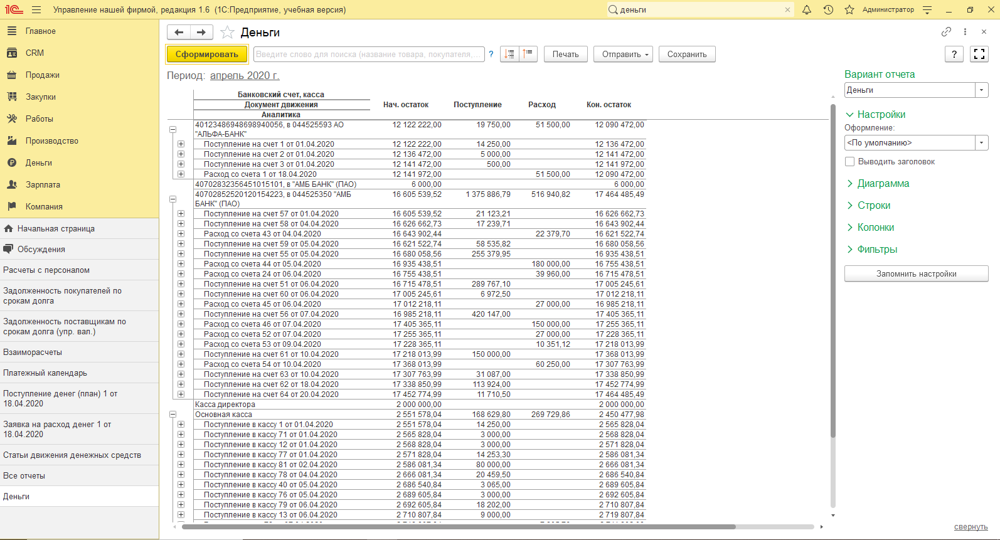 1С Управление нашей фирмой, редакция 1.6 (1С:Предприятие, учебная версия) деньги Администратор
Главное
CRM
Продажи
Закупки
Работы
Производство
Деньги
Зарплата
Компания
Начальная страница
Обсуждения
Расчеты с персоналом
Задолженность покупателей по
срокам долга
Задолженность поставщикам по
срокам долга (упр. вал.)
Взаиморасчеты
Платежный календарь
Поступление денег (план) 1 от
18.04.2020
Заявка на расход денег 1 от
18.04.2020
Статьи движения денежных средств
Все отчеты
Деньги
Деньги
Сформировать Введите слово для поиска (название товара, покупателя,... ? Печать Отправить Сохранить ?
Период: апрель 2020 г.
Банковский счет, касса
Документ движения Нач. остаток Поступление Расход Кон. остаток
Аналитика
40123486948698940056, в 044525593 АО 12 122 222,00 19 750,00 51 500,00 12 090 472,00
"АЛЬФА-БАНК"
Поступление на счет 1 от 01.04.2020 12 122 222,00 14 250,00 12 136 472,00
Поступление на счет 2 от 01.04.2020 12 136 472,00 5 000,00 12 141 472,00
Поступление на счет 3 от 01.04.2020 12 141 472,00 500,00 12 141 972,00
Расход со счета 1 от 18.04.2020 12 141 972,00 51 500,00 12 090 472,00
40702832356451015101, в "АМБ БАНК" (ПАО) 6 000,00 6 000,00
40702852520120154223, в 044525350 "АМБ 16 605 539,52 1 375 886,79 516 940,82 17 464 485,49
БАНК" (ПАО)
Поступление на счет 57 от 01.04.2020 16 605 539,52 21 123,21 16 626 662,73
Поступление на счет 58 от 04.04.2020 16 626 662,73 17 239,71 16 643 902,44
Расход со счета 43 от 04.04.2020 16 643 902,44 22 379,70 16 621 522,74
Поступление на счет 59 от 05.04.2020 16 621 522,74 58 535,82 16 680 058,56
Поступление на счет 55 от 05.04.2020 16 680 058,56 255 379,95 16 935 438,51
Расход со счета 44 от 05.04.2020 16 935 438,51 180 000,00 16 755 438,51
Расход со счета 24 от 06.04.2020 16 755 438,51 39 960,00 16 715 478,51
Поступление на счет 51 от 06.04.2020 16 715 478,51 289 767,10 17 005 245,61
Поступление на счет 60 от 06.04.2020 17 005 245,61 6 972,50 17 012 218,11
Расход со счета 45 от 06.04.2020 17 012 218,11 27 000,00 16 985 218,11
Поступление на счет 56 от 07.04.2020 16 985 218,11 420 147,00 17 405 365,11
Расход со счета 46 от 07.04.2020 17 405 365,11 150 000,00 17 255 365,11
Расход со счета 52 от 07.04.2020 17 255 365,11 27 000,00 17 228 365,11
Расход со счета 53 от 09.04.2020 17 228 365,11 10 351,12 17 218 013,99
Поступление на счет 61 от 10.04.2020 17 218 013,99 150 000,00 17 368 013,99
Расход со счета 54 от 10.04.2020 17 368 013,99 60 250,00 17 307 763,99
Поступление на счет 63 от 10.04.2020 17 307 763,99 31 087,00 17 338 850,99
Поступление на счет 62 от 18.04.2020 17 338 850,99 113 924,00 17 452 774,99
Поступление на счет 64 от 20.04.2020 17 452 774,99 11 710,50 17 464 485,49
Касса директора 2 000 000,00 2 000 000,00
Основная касса 2 551 578,04 168 629,80 269 729,86 2 450 477,98
Поступление в кассу 1 от 01.04.2020 2 551 578,04 14 250,00 2 565 828,04
Поступление в кассу 71 от 01.04.2020 2 565 828,04 3 000,00 2 568 828,04
Поступление в кассу 12 от 01.04.2020 2 568 828,04 3 000,00 2 571 828,04
Поступление в кассу 77 от 01.04.2020 2 571 828,04 14 253,30 2 586 081,34
Поступление в кассу 81 от 02.04.2020 2 586 081,34 80 000,00 2 666 081,34
Поступление в кассу 78 от 04.04.2020 2 666 081,34 20 459,50 2 686 540,84
Поступление в кассу 40 от 05.04.2020 2 686 540,84 3 065,00 2 689 605,84
Поступление в кассу 76 от 05.04.2020 2 689 605,84 3 000,00 2 692 605,84
Поступление в кассу 79 от 06.04.2020 2 692 605,84 18 202,00 2 710 807,84
Поступление в кассу 13 от 06.04.2020 2 710 807,84 9 000,00 2 719 807,84
Вариант отчета
Деньги
Настройки
Оформление:
<По умолчанию>
Выводить заголовок
Диаграмма
Строки
Колонки
Фильтры
Запомнить настройки
свернуть